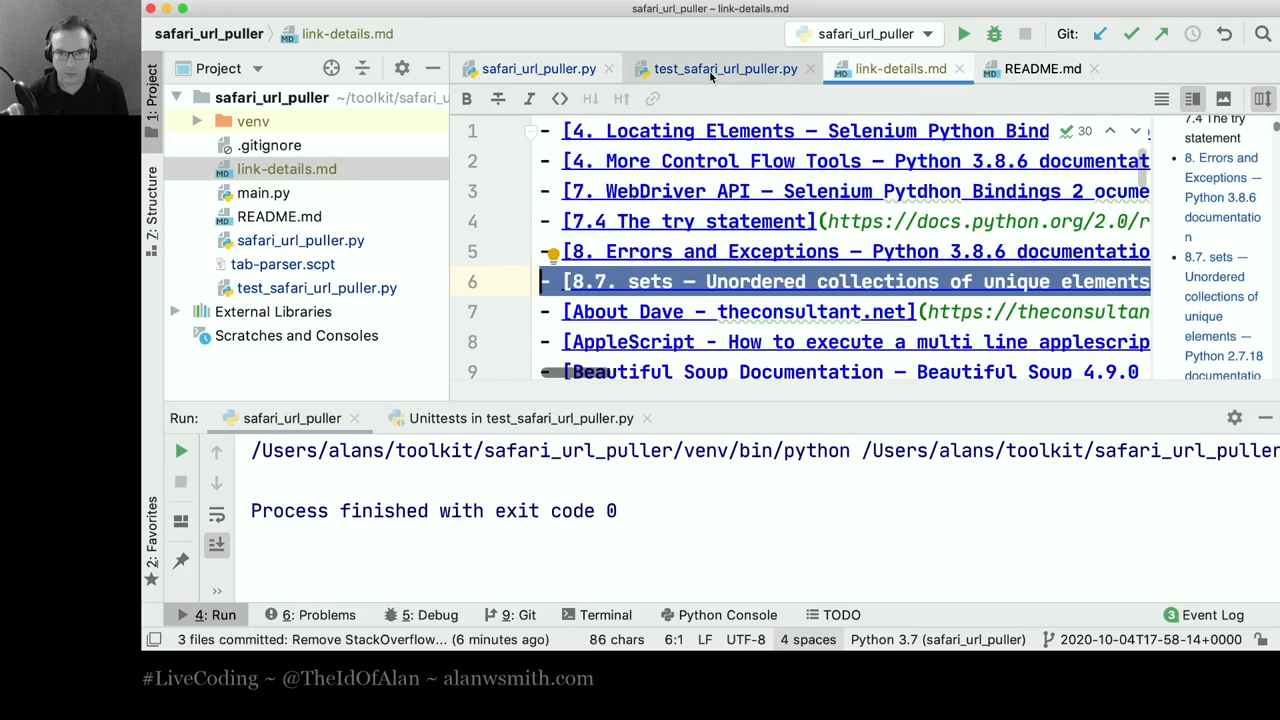 safari_url_puller – link-details.md
safari_url_puller
link-details.md
safari_url_puller
Git:
1: Project
Z: Structure
2: Favorites
Project
safari_url_puller.py
test_safari_url_puller.py
link-details.md
README.md
safari_url_puller ~/toolkit/safari_u
venv
.gitignore
link-details.md
main.py
README.md
safari_url_puller.py
tab-parser.scpt
test_safari_url_puller.py
External Libraries
Scratches and Consoles
B
I
H↓
H↑
30
1 - [4. Locating Elements — Selenium Python Bind
2 - [4. More Control Flow Tools — Python 3.8.6 documentat
3 - [7. WebDriver API — Selenium Pytdhon Bindings 2 ocume
4 - [7.4 The try statement](https://docs.python.org/2.0/r
5 - [8. Errors and Exceptions — Python 3.8.6 documentatio
6 - [8.7. sets — Unordered collections of unique elements
7 - [About Dave – theconsultant.net](https://theconsultan
8 - [AppleScript - How to execute a multi line applescrip
9 - [Beautiful Soup Documentation — Beautiful Soup 4.9.0
7.4 The try
statement
• 8. Errors and
Exceptions —
Python 3.8.6
documentatio
n
• 8.7. sets —
Unordered
collections of
unique
elements —
Python 2.7.18
documentatio
Run:
safari_url_puller
Unittests in test_safari_url_puller.py
/Users/alans/toolkit/safari_url_puller/venv/bin/python /Users/alans/toolkit/safari_url_puller
Process finished with exit code 0
4: Run
6: Problems
5: Debug
9: Git
Terminal
Python Console
TODO
3 Event Log
3 files committed: Remove StackOverflow... (6 minutes ago)
86 chars
6:1
LF
UTF-8
4 spaces
Python 3.7 (safari_url_puller)
2020-10-04T17-58-14+0000
#LiveCoding ~ @TheIdOfAlan ~ alanwsmith.com